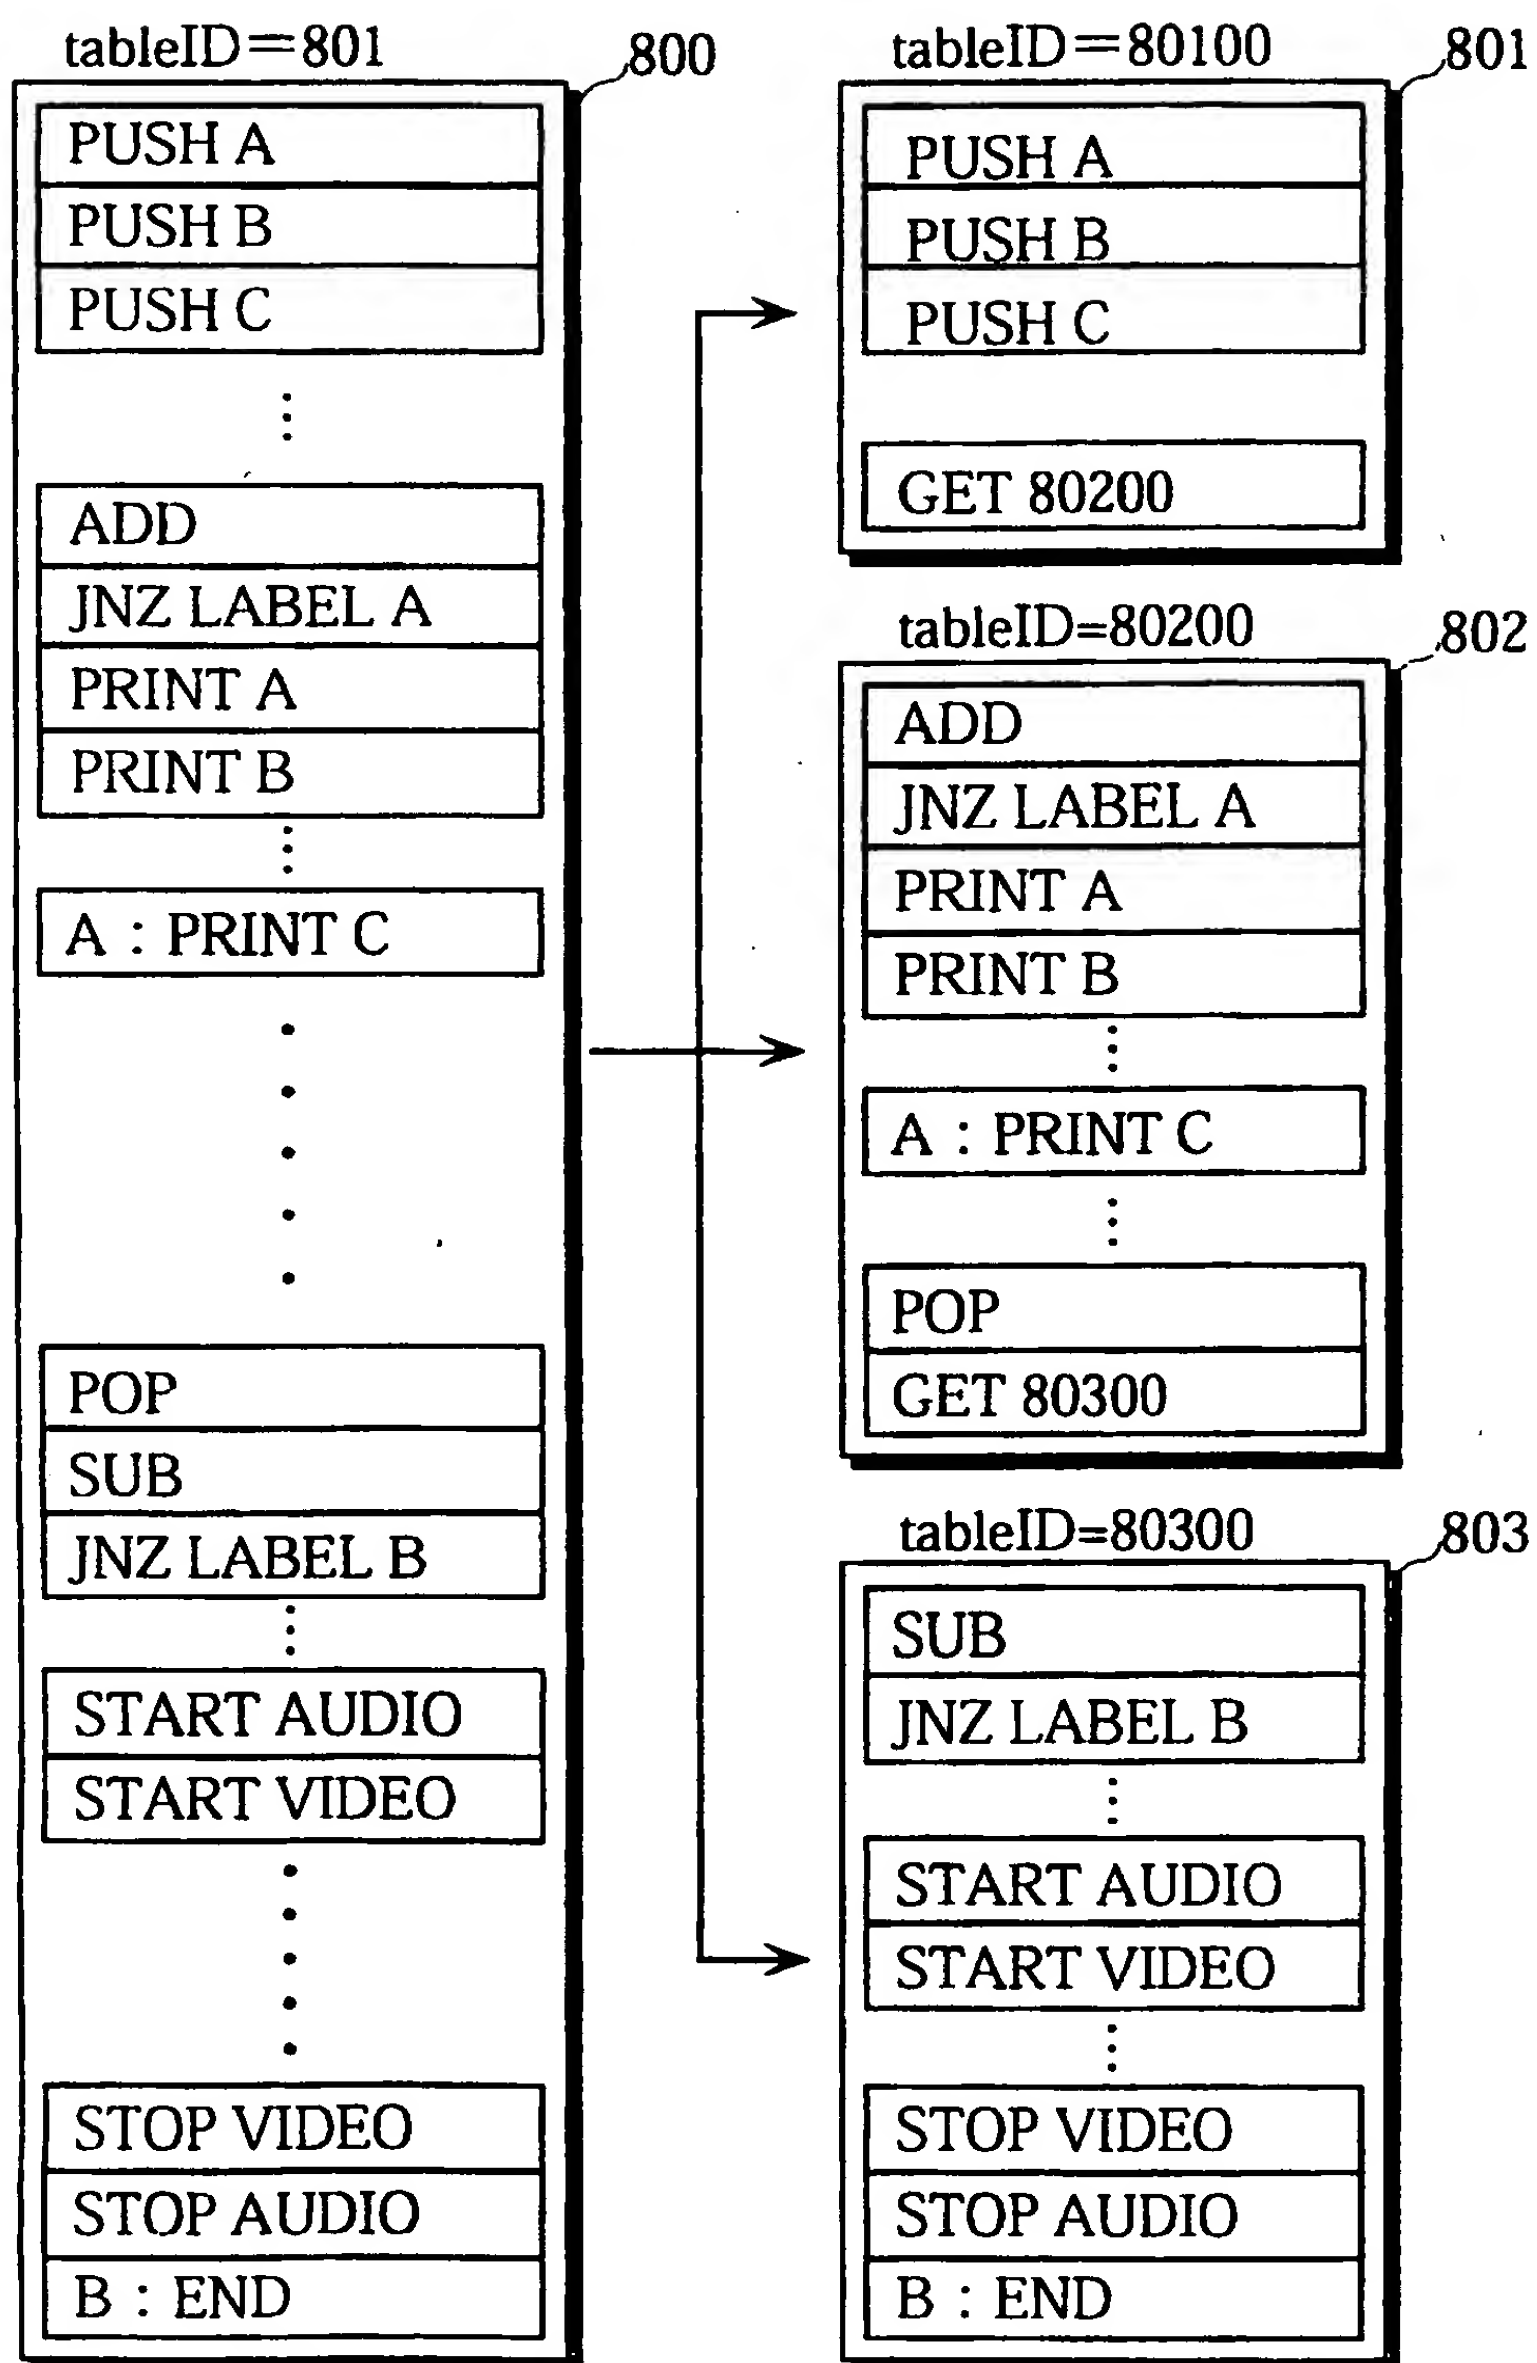 tableID=801
800
PUSH A
PUSH B
PUSH C
ADD
JNZ LABEL A
PRINT A
PRINT B
A : PRINT C
POP
SUB
JNZ LABEL B
START AUDIO
START VIDEO
STOP VIDEO
STOP AUDIO
B : END
tableID=80100
801
PUSH A
PUSH B
PUSH C
GET 80200
tableID=80200
802
ADD
JNZ LABEL A
PRINT A
PRINT B
A : PRINT C
POP
GET 80300
tableID=80300
803
SUB
JNZ LABEL B
START AUDIO
START VIDEO
STOP VIDEO
STOP AUDIO
B : END